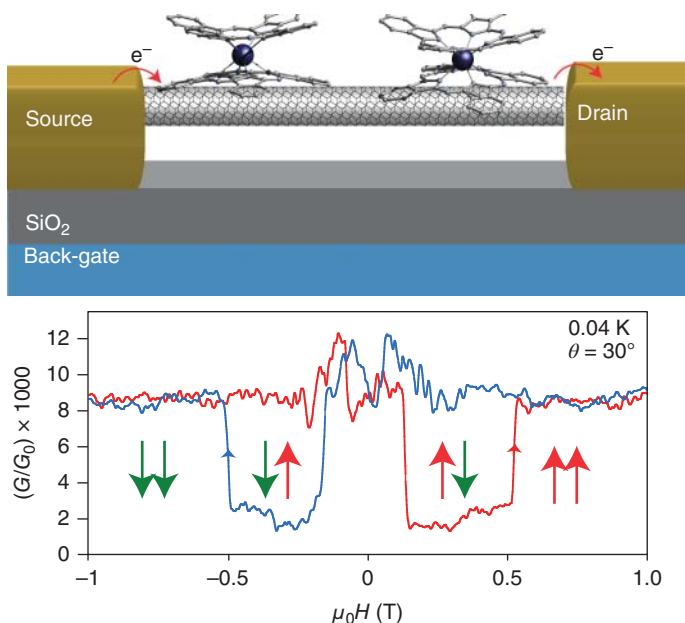 e⁻ e⁻
Source Drain
SiO₂
Back-gate
12 0.04 K
10 θ = 30°
8
6
4
2
0
(G/G₀) × 1000
−1 −0.5 0 0.5 1.0
μ₀H (T)